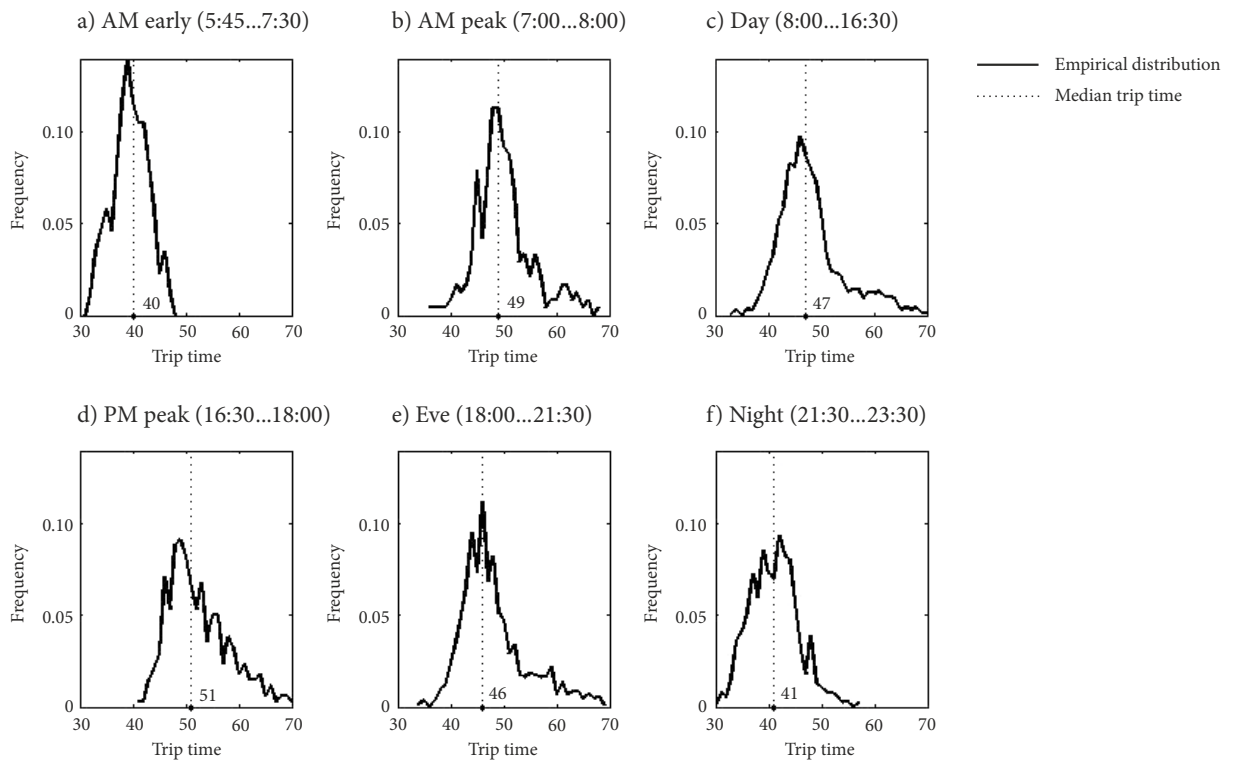 a) AM early (5:45...7:30)
b) AM peak (7:00...8:00)
c) Day (8:00...16:30)
Empirical distribution
Median trip time
Frequency
0.10
0.05
0
40
30 40 50 60 70
Trip time
Frequency
0.10
0.05
0
49
30 40 50 60 70
Trip time
Frequency
0.10
0.05
0
47
30 40 50 60 70
Trip time
d) PM peak (16:30...18:00)
e) Eve (18:00...21:30)
f) Night (21:30...23:30)
Frequency
0.10
0.05
0
51
30 40 50 60 70
Trip time
Frequency
0.10
0.05
0
46
30 40 50 60 70
Trip time
Frequency
0.10
0.05
0
41
30 40 50 60 70
Trip time